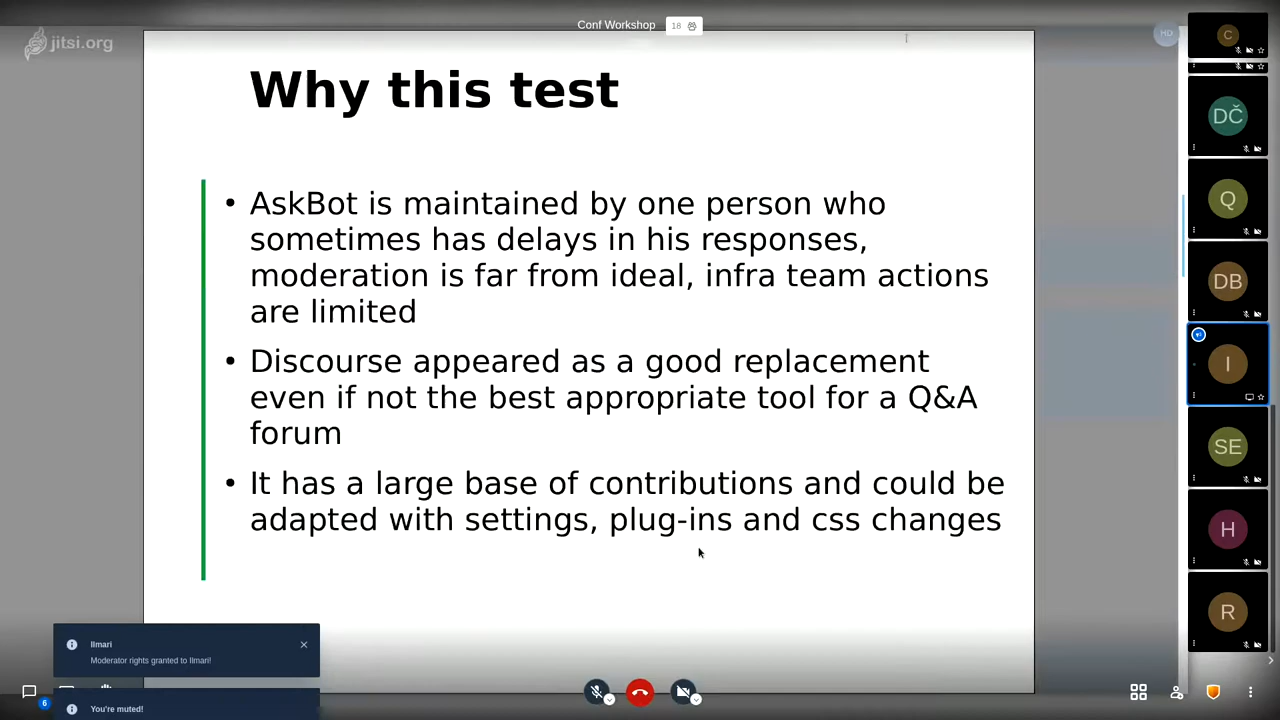 jitsi.org
Conf Workshop
18
HD
Why this test
• AskBot is maintained by one person who
sometimes has delays in his responses,
moderation is far from ideal, infra team actions
are limited
• Discourse appeared as a good replacement
even if not the best appropriate tool for a Q&A
forum
• It has a large base of contributions and could be
adapted with settings, plug-ins and css changes
C
DČ
Q
DB
I
SE
H
R
Ilmari
Moderator rights granted to Ilmari!
You're muted!
6